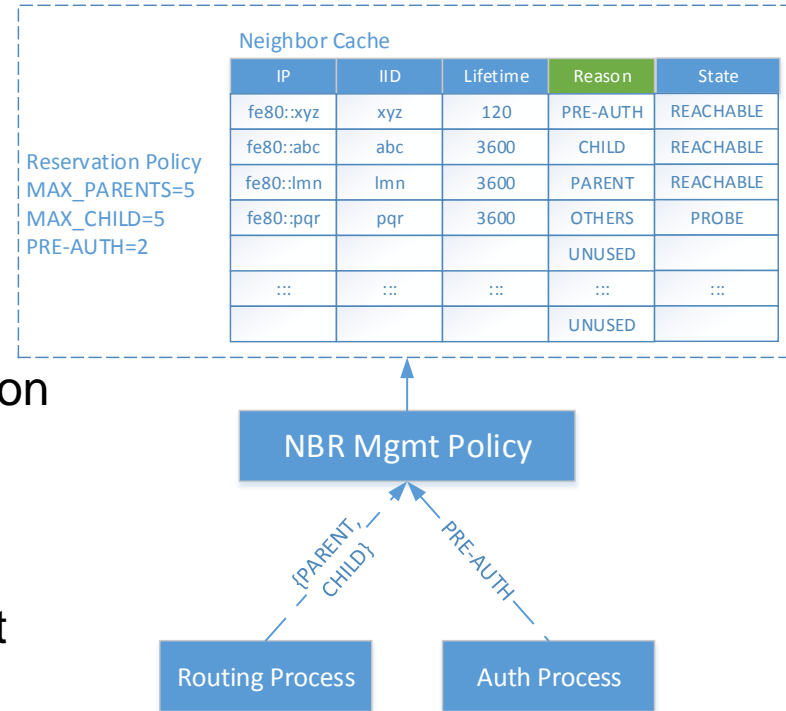 Neighbor Cache
IP IID Lifetime Reason State
fe80::xyz xyz 120 PRE-AUTH REACHABLE
fe80::abc abc 3600 CHILD REACHABLE
fe80::lmn lmn 3600 PARENT REACHABLE
fe80::pqr pqr 3600 OTHERS PROBE
UNUSED
::: ::: ::: ::: :::
UNUSED
Reservation Policy
MAX_PARENTS=5
MAX_CHILD=5
PRE-AUTH=2
on
NBR Mgmt Policy
{PARENT,
CHILD}
PRE-AUTH
t
Routing Process
Auth Process